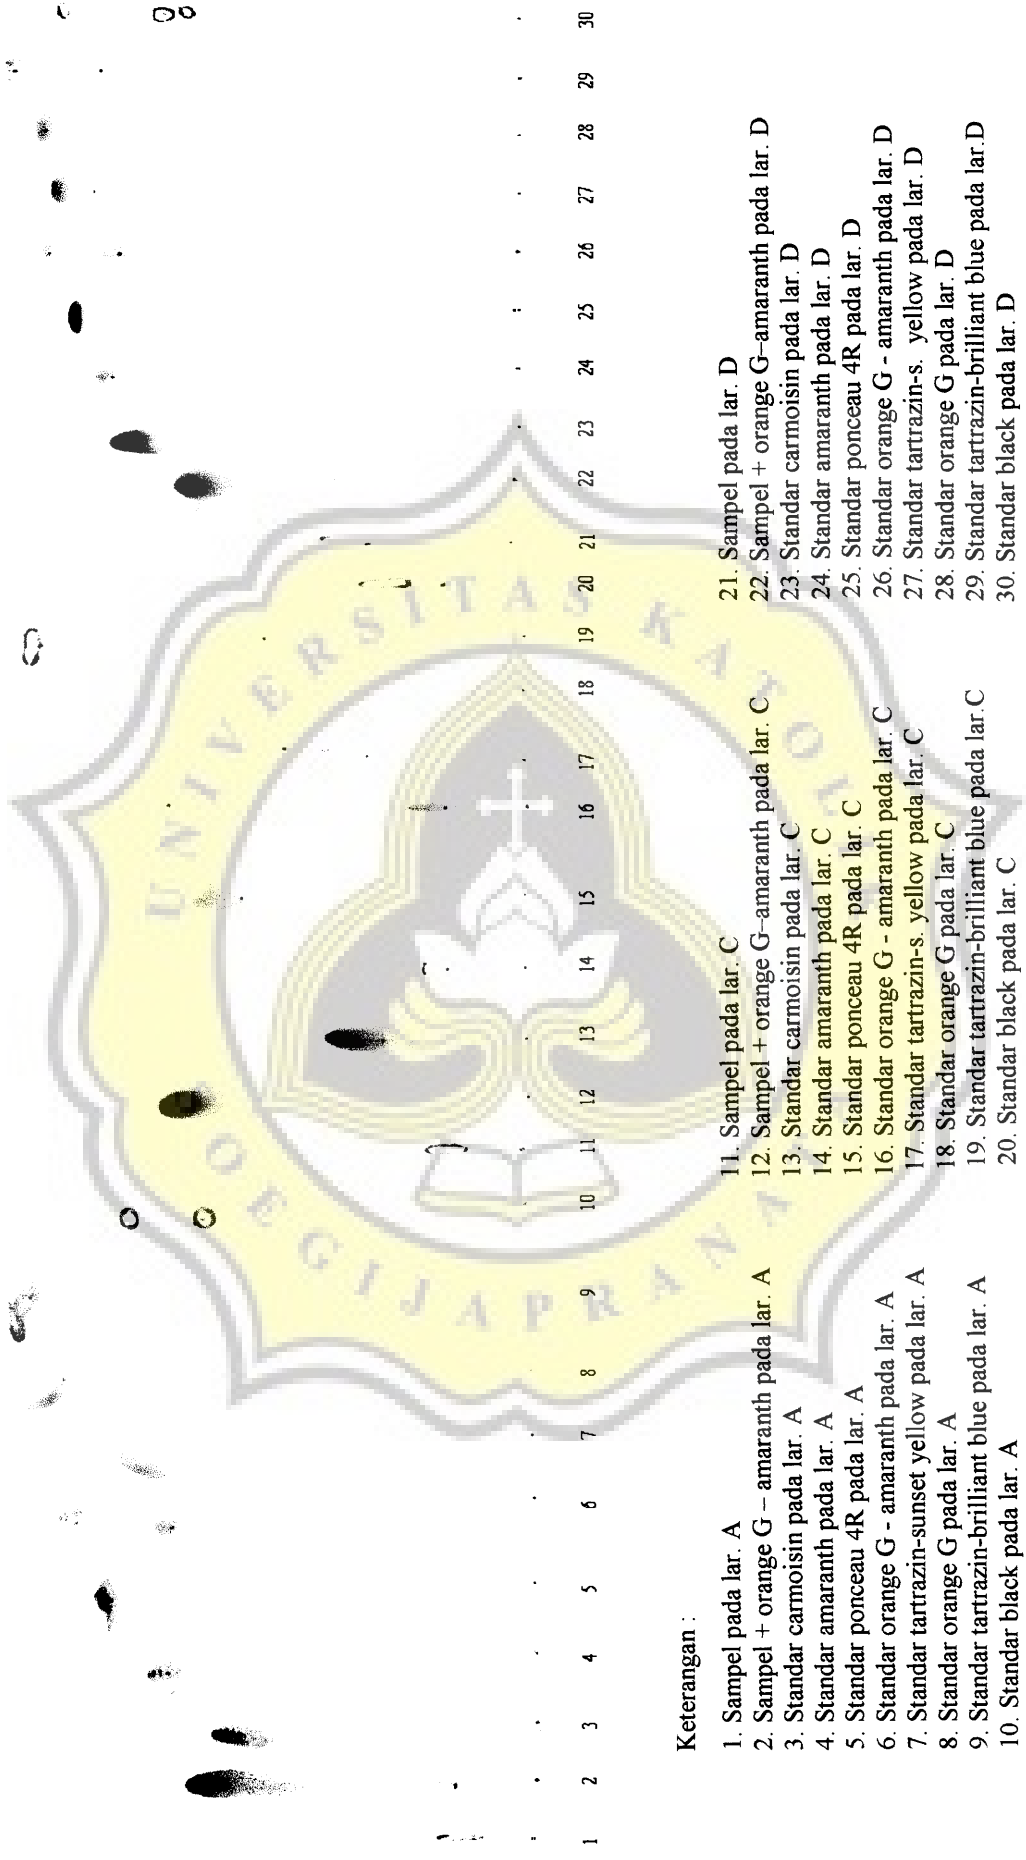 1 2 3 4 5 6 7 8 9 10 11 12 13 14 15 16 17 18 19 20 21 22 23 24 25 26 27 28 29 30
Keterangan :
1. Sampel pada lar. A
2. Sampel + orange G – amaranth pada lar. A
3. Standar carmoisin pada lar. A
4. Standar amaranth pada lar. A
5. Standar ponceau 4R pada lar. A
6. Standar orange G - amaranth pada lar. A
7. Standar tartrazin-sunset yellow pada lar. A
8. Standar orange G pada lar. A
9. Standar tartrazin-brilliant blue pada lar. A
10. Standar black pada lar. A
11. Sampel pada lar. C
12. Sampel + orange G–amaranth pada lar. C
13. Standar carmoisin pada lar. C
14. Standar amaranth pada lar. C
15. Standar ponceau 4R pada lar. C
16. Standar orange G - amaranth pada lar. C
17. Standar tartrazin-s. yellow pada lar. C
18. Standar orange G pada lar. C
19. Standar tartrazin-brilliant blue pada lar.C
20. Standar black pada lar. C
21. Sampel pada lar. D
22. Sampel + orange G–amaranth pada lar. D
23. Standar carmoisin pada lar. D
24. Standar amaranth pada lar. D
25. Standar ponceau 4R pada lar. D
26. Standar orange G - amaranth pada lar. D
27. Standar tartrazin-s. yellow pada lar. D
28. Standar orange G pada lar. D
29. Standar tartrazin-brilliant blue pada lar.D
30. Standar black pada lar. D
UNIVERSITAS KATOLIK